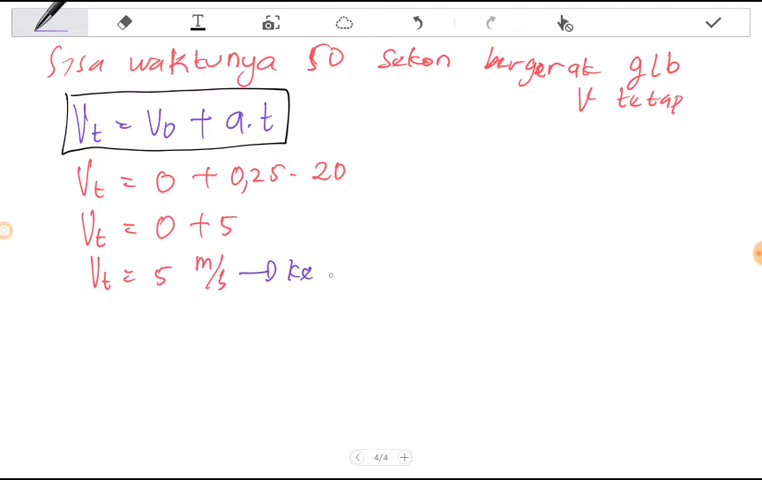 Sisa waktunya 50 sekon bergerak glb
V tetap
Vt = V0 + a.t
Vt = 0 + 0,25 - 20
Vt = 0 + 5
Vt = 5 m/s → ke
4/4